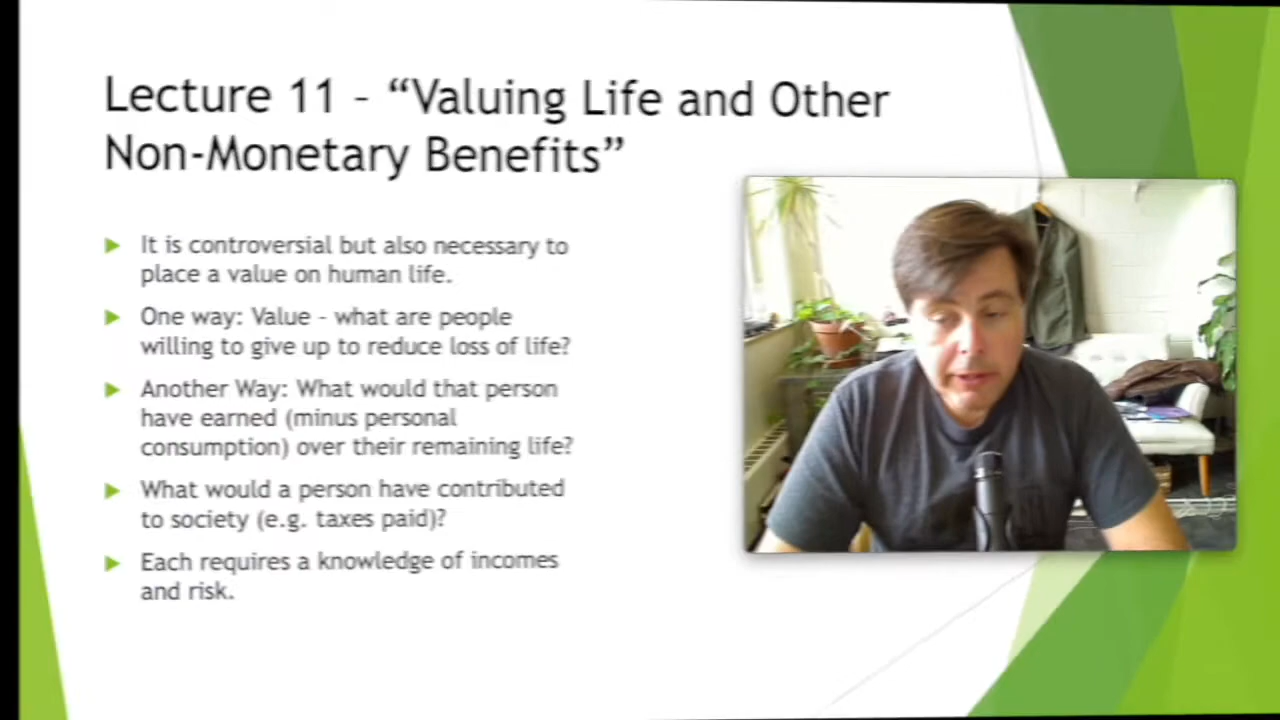 Lecture 11 – “Valuing Life and Other
Non-Monetary Benefits”
It is controversial but also necessary to
place a value on human life.
One way: Value – what are people
willing to give up to reduce loss of life?
Another Way: What would that person
have earned (minus personal
consumption) over their remaining life?
What would a person have contributed
to society (e.g. taxes paid)?
Each requires a knowledge of incomes
and risk.